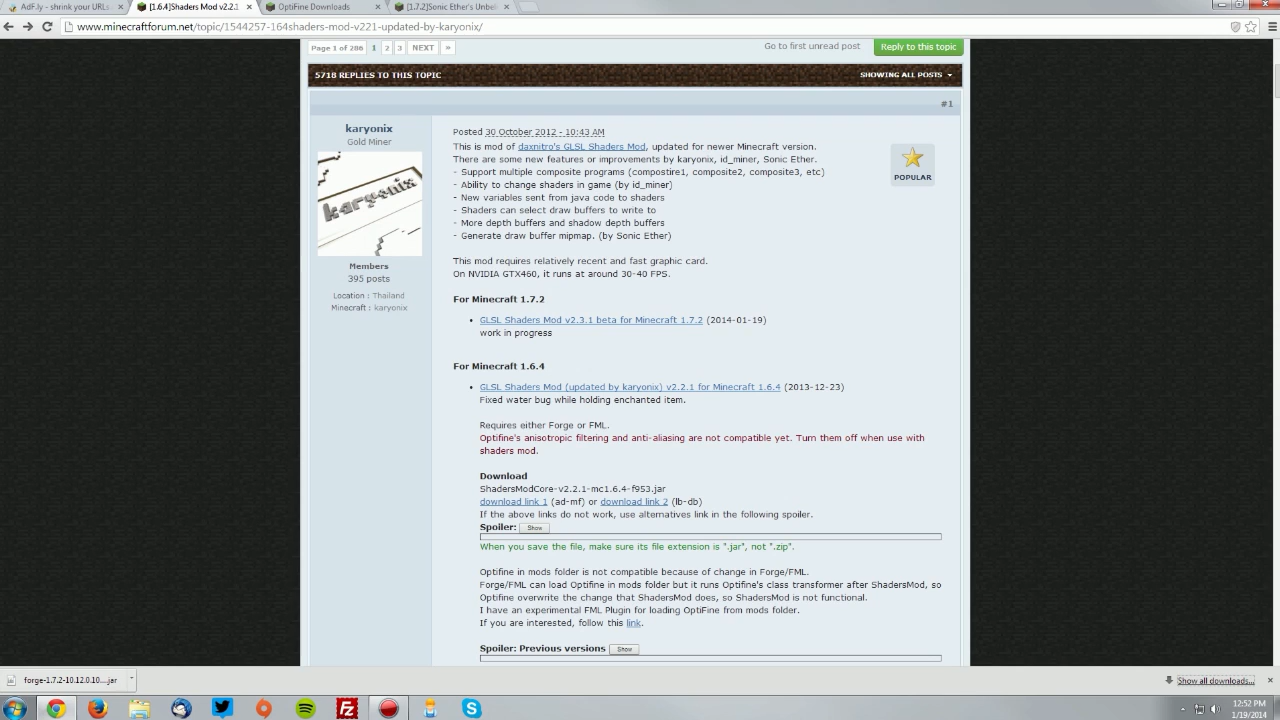 AdF.ly - shrink your URLs
[1.6.4]Shaders Mod v2.2.1
OptiFine Downloads
[1.7.2]Sonic Ether's Unbel
www.minecraftforum.net/topic/1544257-164shaders-mod-v221-updated-by-karyonix/
Page 1 of 286 1 2 3 NEXT »
Go to first unread post
Reply to this topic
5718 REPLIES TO THIS TOPIC
SHOWING ALL POSTS
#1
karyonix
Gold Miner
karyonix
Members
395 posts
Location : Thailand
Minecraft : karyonix
Posted 30 October 2012 - 10:43 AM
This is mod of daxnitro's GLSL Shaders Mod, updated for newer Minecraft version.
There are some new features or improvements by karyonix, id_miner, Sonic Ether.
- Support multiple composite programs (compostire1, composite2, composite3, etc)
- Ability to change shaders in game (by id_miner)
- New variables sent from java code to shaders
- Shaders can select draw buffers to write to
- More depth buffers and shadow depth buffers
- Generate draw buffer mipmap. (by Sonic Ether)
POPULAR
This mod requires relatively recent and fast graphic card.
On NVIDIA GTX460, it runs at around 30-40 FPS.
For Minecraft 1.7.2
• GLSL Shaders Mod v2.3.1 beta for Minecraft 1.7.2 (2014-01-19)
work in progress
For Minecraft 1.6.4
• GLSL Shaders Mod (updated by karyonix) v2.2.1 for Minecraft 1.6.4 (2013-12-23)
Fixed water bug while holding enchanted item.
Requires either Forge or FML.
Optifine's anisotropic filtering and anti-aliasing are not compatible yet. Turn them off when use with
shaders mod.
Download
ShadersModCore-v2.2.1-mc1.6.4-f953.jar
download link 1 (ad-mf) or download link 2 (lb-db)
If the above links do not work, use alternatives link in the following spoiler.
Spoiler: Show
When you save the file, make sure its file extension is ".jar", not ".zip".
Optifine in mods folder is not compatible because of change in Forge/FML.
Forge/FML can load Optifine in mods folder but it runs Optifine's class transformer after ShadersMod, so
Optifine overwrite the change that ShadersMod does, so ShadersMod is not functional.
I have an experimental FML Plugin for loading OptiFine from mods folder.
If you are interested, follow this link.
Spoiler: Previous versions Show
forge-1.7.2-10.12.0.10....jar
Show all downloads...
12:52 PM
1/19/2014